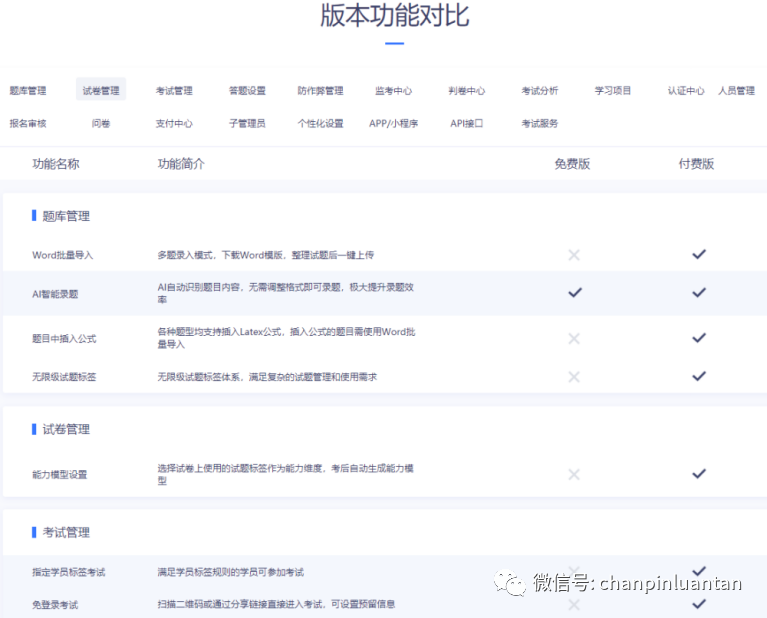 版本功能对比
题库管理 试卷管理 考试管理 答题设置 防作弊管理 监考中心 判卷中心 考试分析 学习项目 认证中心 人员管理
报名审核 问卷 支付中心 子管理员 个性化设置 APP/小程序 API接口 考试服务
功能名称 功能简介 免费版 付费版
题库管理
Word批量导入 多题录入模式，下载Word模版，整理试题后一键上传
AI智能录题 AI自动识别题目内容，无需调整格式即可录题，极大提升录题效
率
题目中插入公式 各种题型均支持插入Latex公式，插入公式的题目需使用Word批
量导入
无限级试题标签 无限级试题标签体系，满足复杂的试题管理和使用需求
试卷管理
能力模型设置 选择试卷上使用的试题标签作为能力维度，考后自动生成能力模
型
考试管理
指定学员标签考试 满足学员标签规则的学员可参加考试
免登录考试 扫描二维码或通过分享链接直接进入考试，可设置预留信息
微信号: chanpinluantan